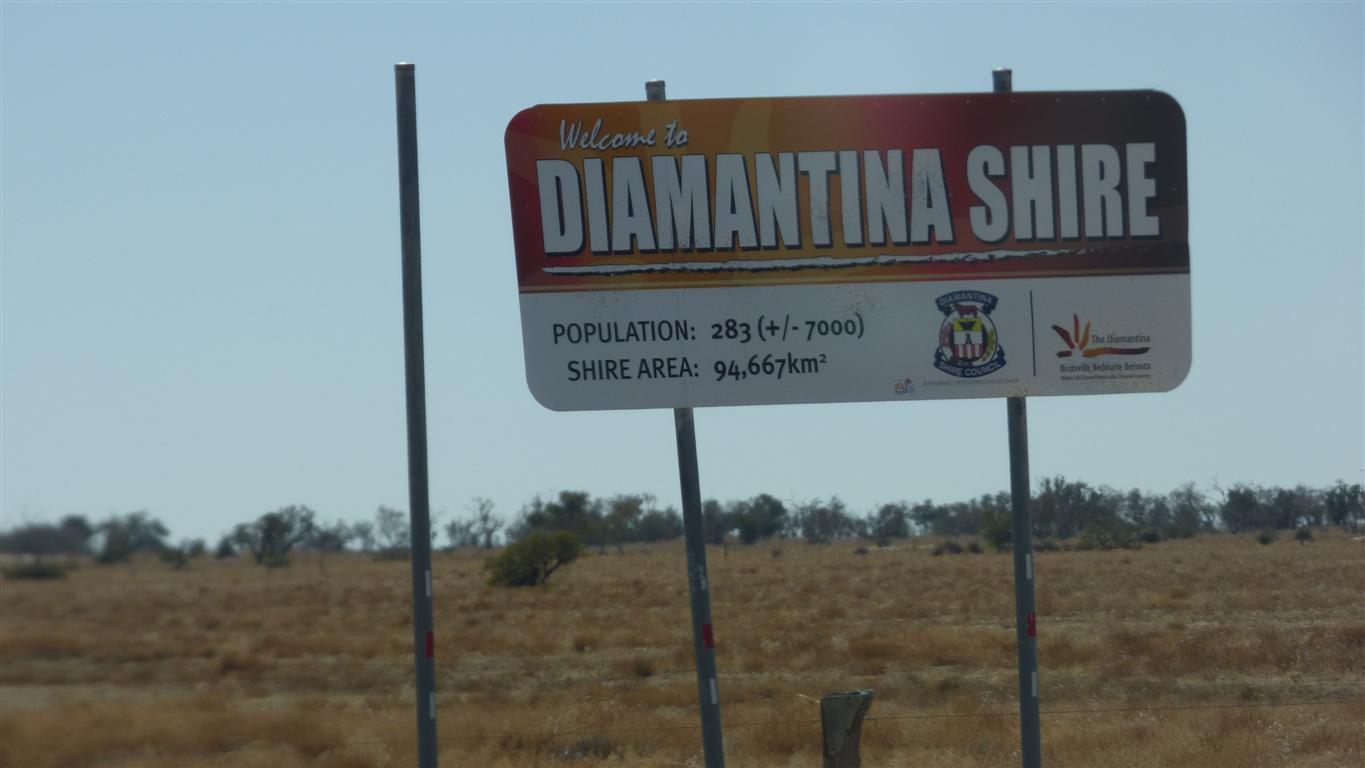 Welcome to
DIAMANTINA SHIRE
POPULATION: 283 (+/- 7000)
SHIRE AREA: 94,667km²
DIAMANTINA
SHIRE COUNCIL
The Diamantina
Birdsville Bedourie Betoota